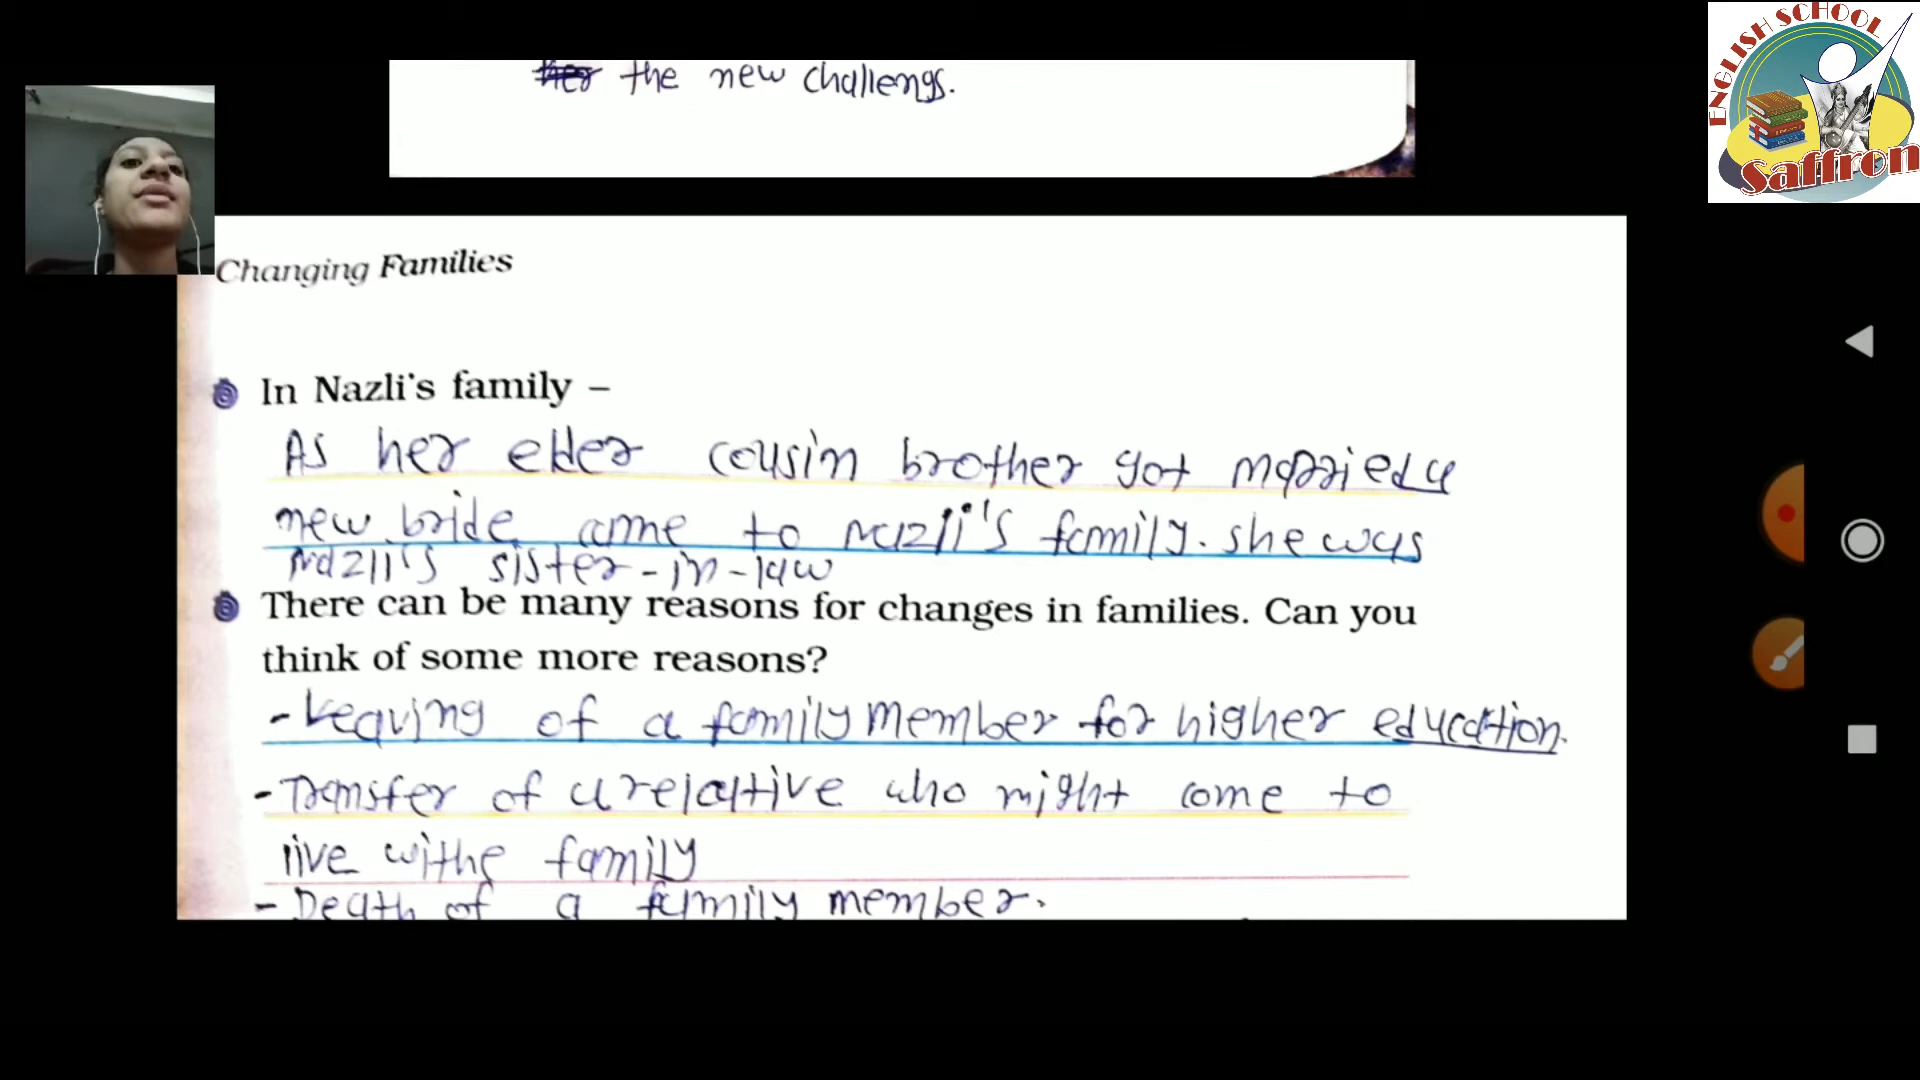 ENGLISH SCHOOL
Saffron
the new challengs.
Changing Families
In Nazli's family –
As her elder cousin brother got married a
new bride came to Nazli's family. she was
Nazli's sister-in-law
There can be many reasons for changes in families. Can you
think of some more reasons?
- Leaving of a family member for higher education.
- Transfer of a relative who might come to
live withe family
- Death of a family member.